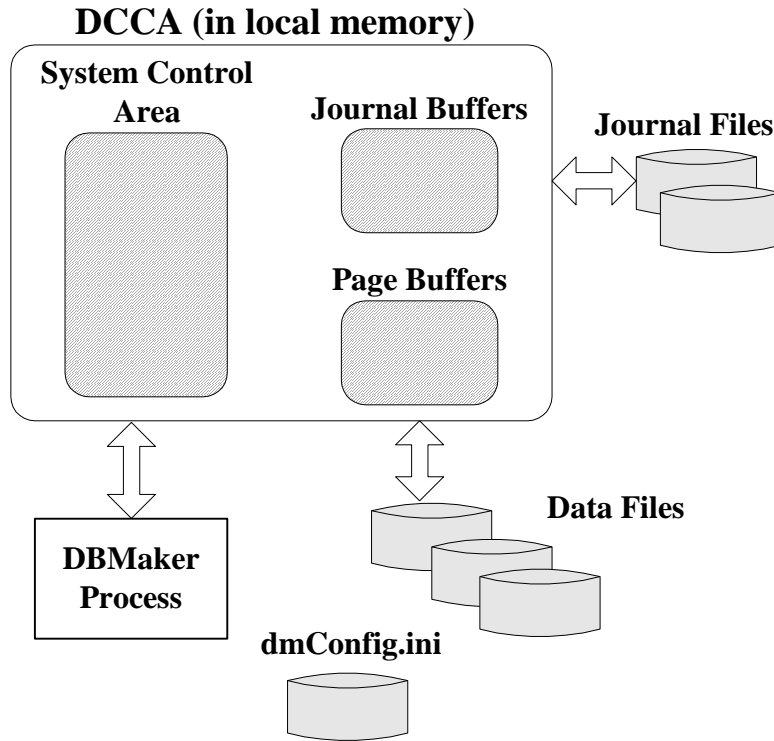 DCCA (in local memory)
System Control
Area
Journal Buffers
Journal Files
Page Buffers
Data Files
DBMaker
Process
dmConfig.ini